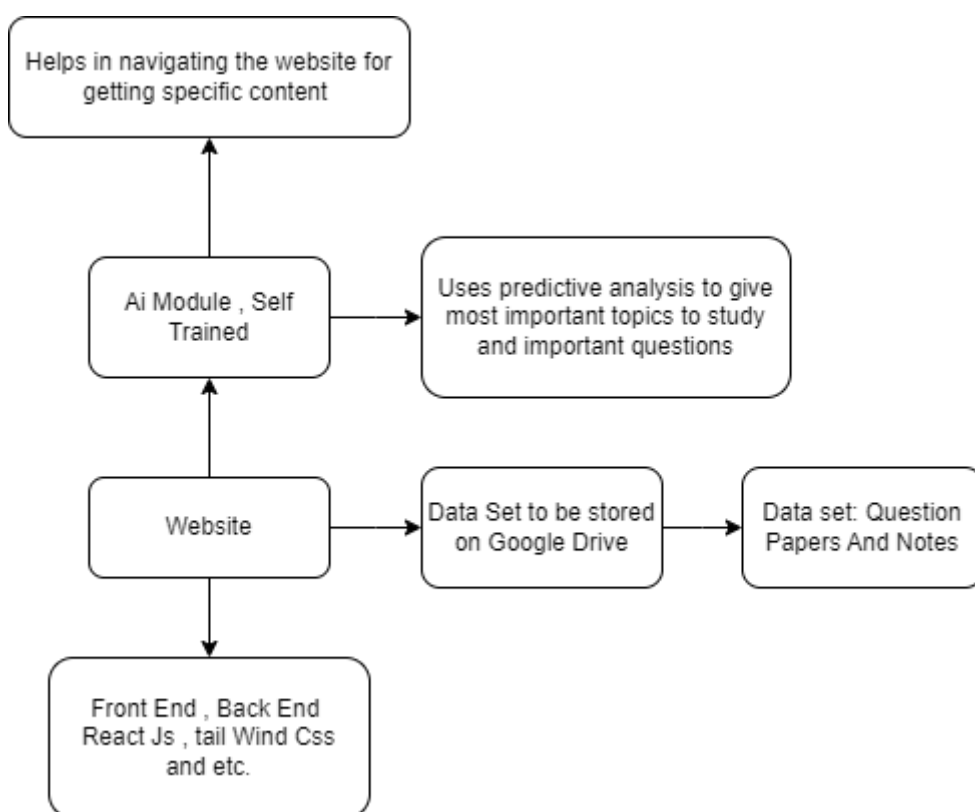 Helps in navigating the website for
getting specific content
Ai Module , Self
Trained
Uses predictive analysis to give
most important topics to study
and important questions
Website
Data Set to be stored
on Google Drive
Data set: Question
Papers And Notes
Front End , Back End
React Js , tail Wind Css
and etc.